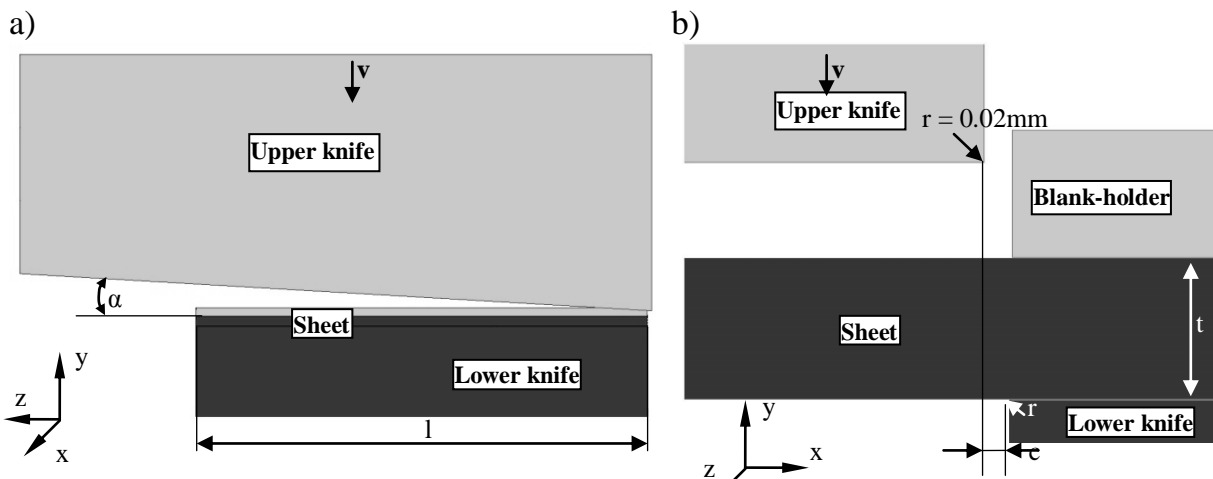 a)
v
Upper knife
α
Sheet
Lower knife
y
z
x
l
b)
v
Upper knife
r = 0.02mm
Blank-holder
Sheet
t
r
Lower knife
y
z
x
c